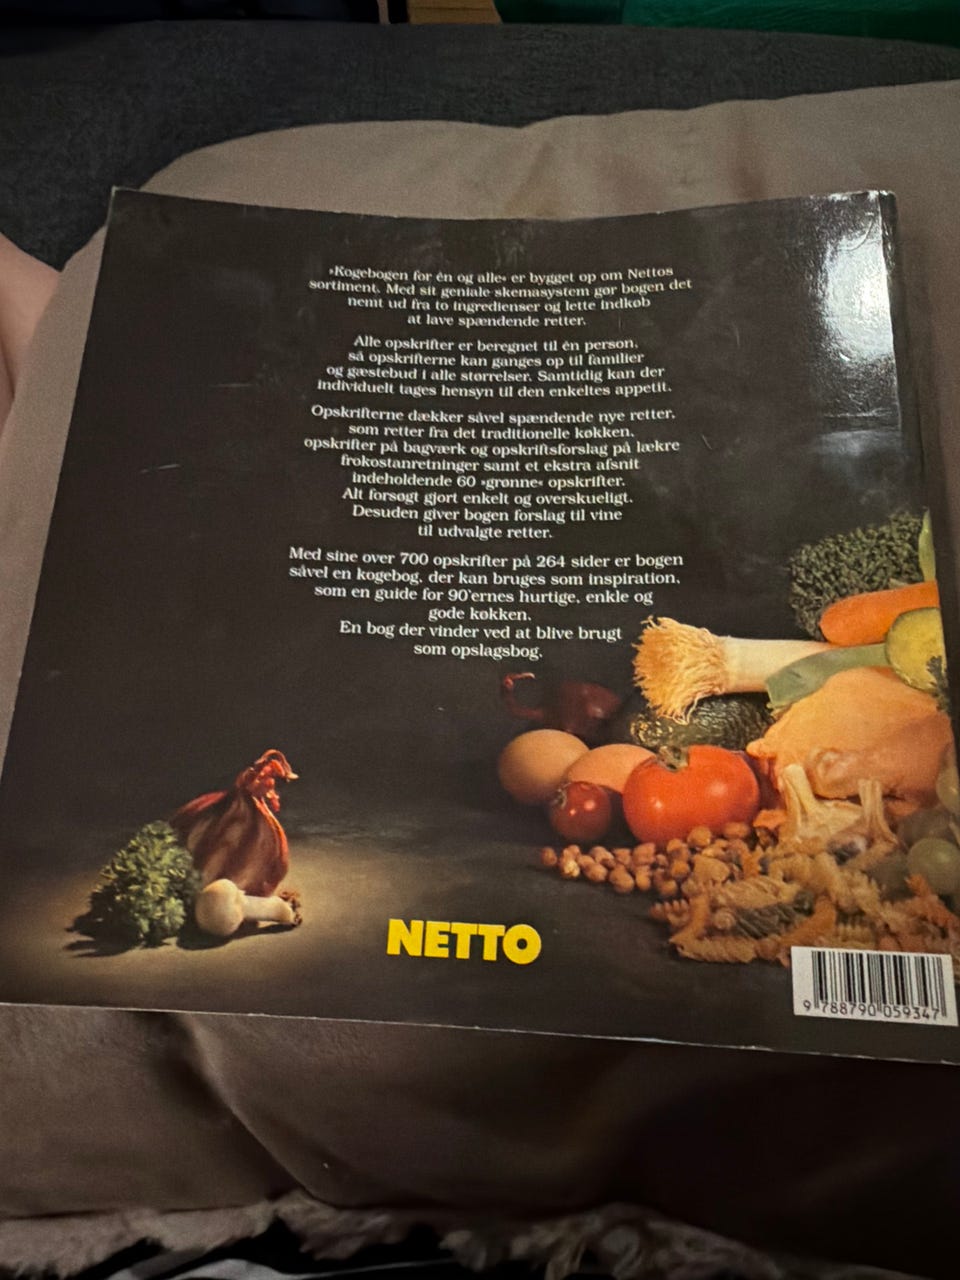 »Kogebogen for én og alle« er bygget op om Nettos
sortiment. Med sit geniale skemasystem gør bogen det
nemt ud fra to ingredienser og lette indkøb
at lave spændende retter.
Alle opskrifter er beregnet til én person,
så opskrifterne kan ganges op til familier
og gæstebud i alle størrelser. Samtidig kan der
individuelt tages hensyn til den enkeltes appetit.
Opskrifterne dækker såvel spændende nye retter,
som retter fra det traditionelle køkken,
opskrifter på bagværk og opskriftsforslag på lækre
frokostanretninger samt et ekstra afsnit
indeholdende 60 »grønne« opskrifter.
Alt forsøgt gjort enkelt og overskueligt.
Desuden giver bogen forslag til vine
til udvalgte retter.
Med sine over 700 opskrifter på 264 sider er bogen
såvel en kogebog, der kan bruges som inspiration,
som en guide for 90'ernes hurtige, enkle og
gode køkken.
En bog der vinder ved at blive brugt
som opslagsbog.
NETTO
9 788790 059347